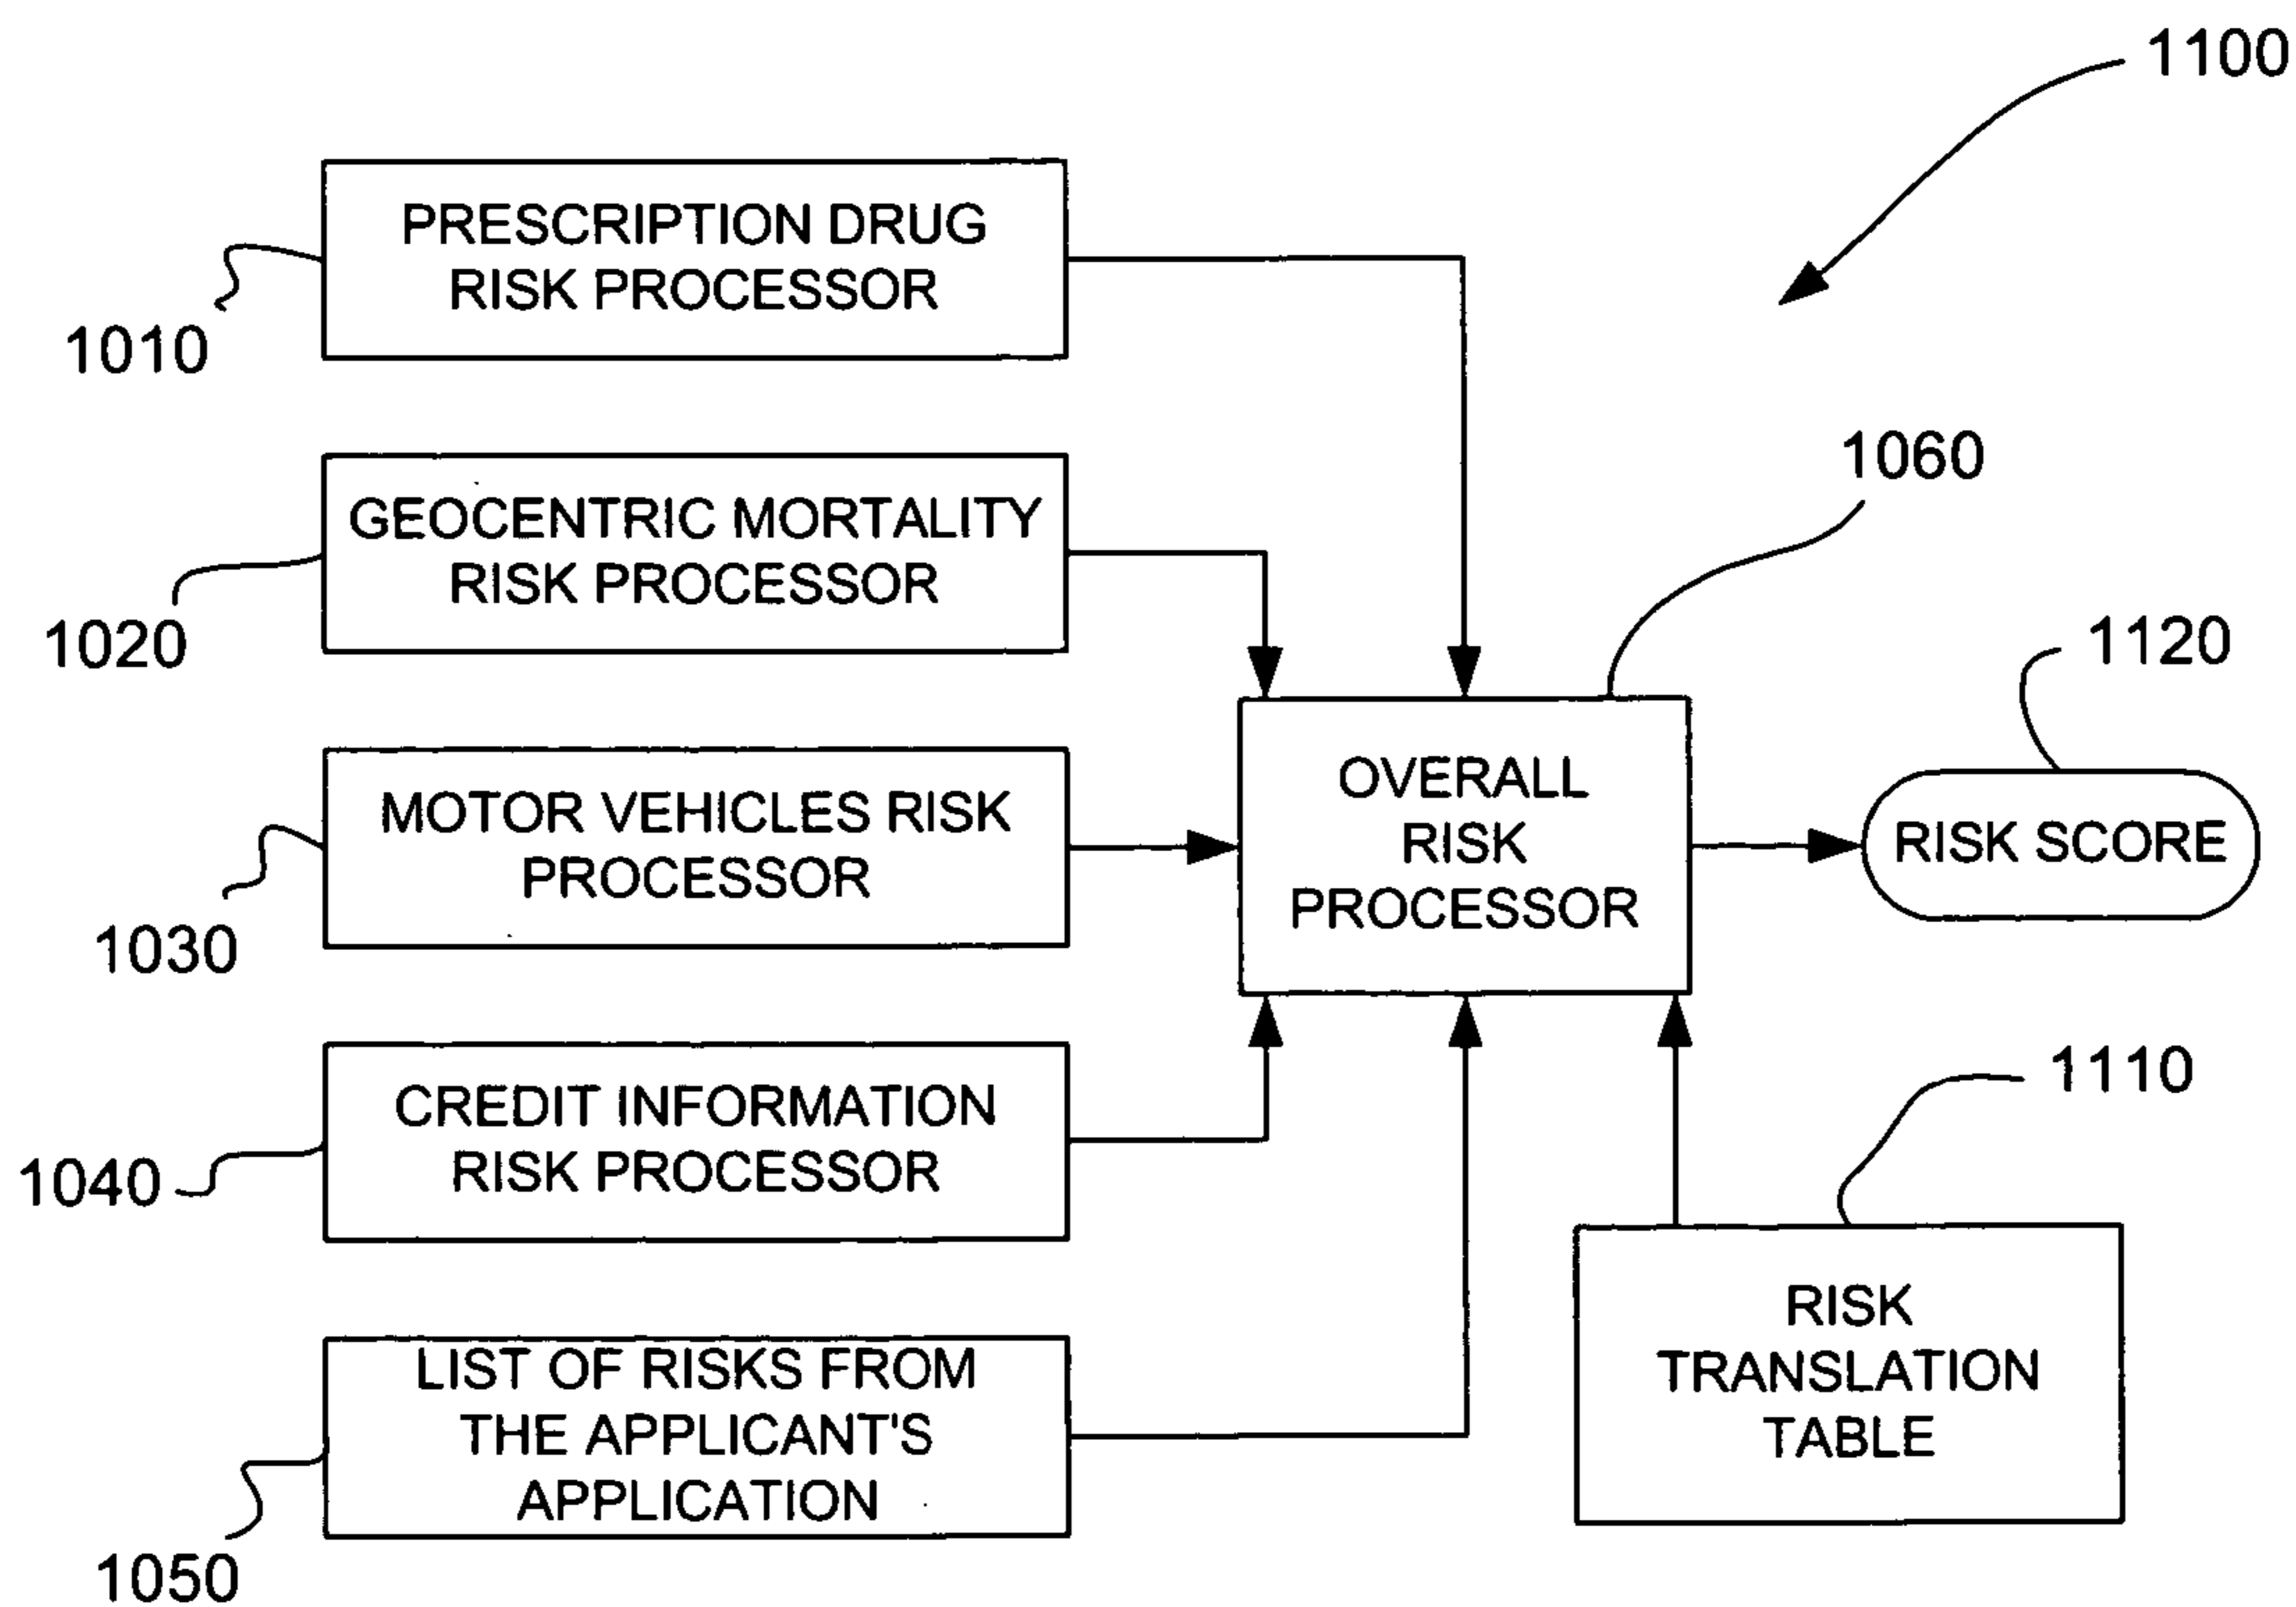 1100
PRESCRIPTION DRUG
RISK PROCESSOR
1010
GEOCENTRIC MORTALITY
RISK PROCESSOR
1020
1060
MOTOR VEHICLES RISK
PROCESSOR
1030
OVERALL
RISK
PROCESSOR
1120
RISK SCORE
CREDIT INFORMATION
RISK PROCESSOR
1040
1110
RISK
TRANSLATION
TABLE
LIST OF RISKS FROM
THE APPLICANT'S
APPLICATION
1050